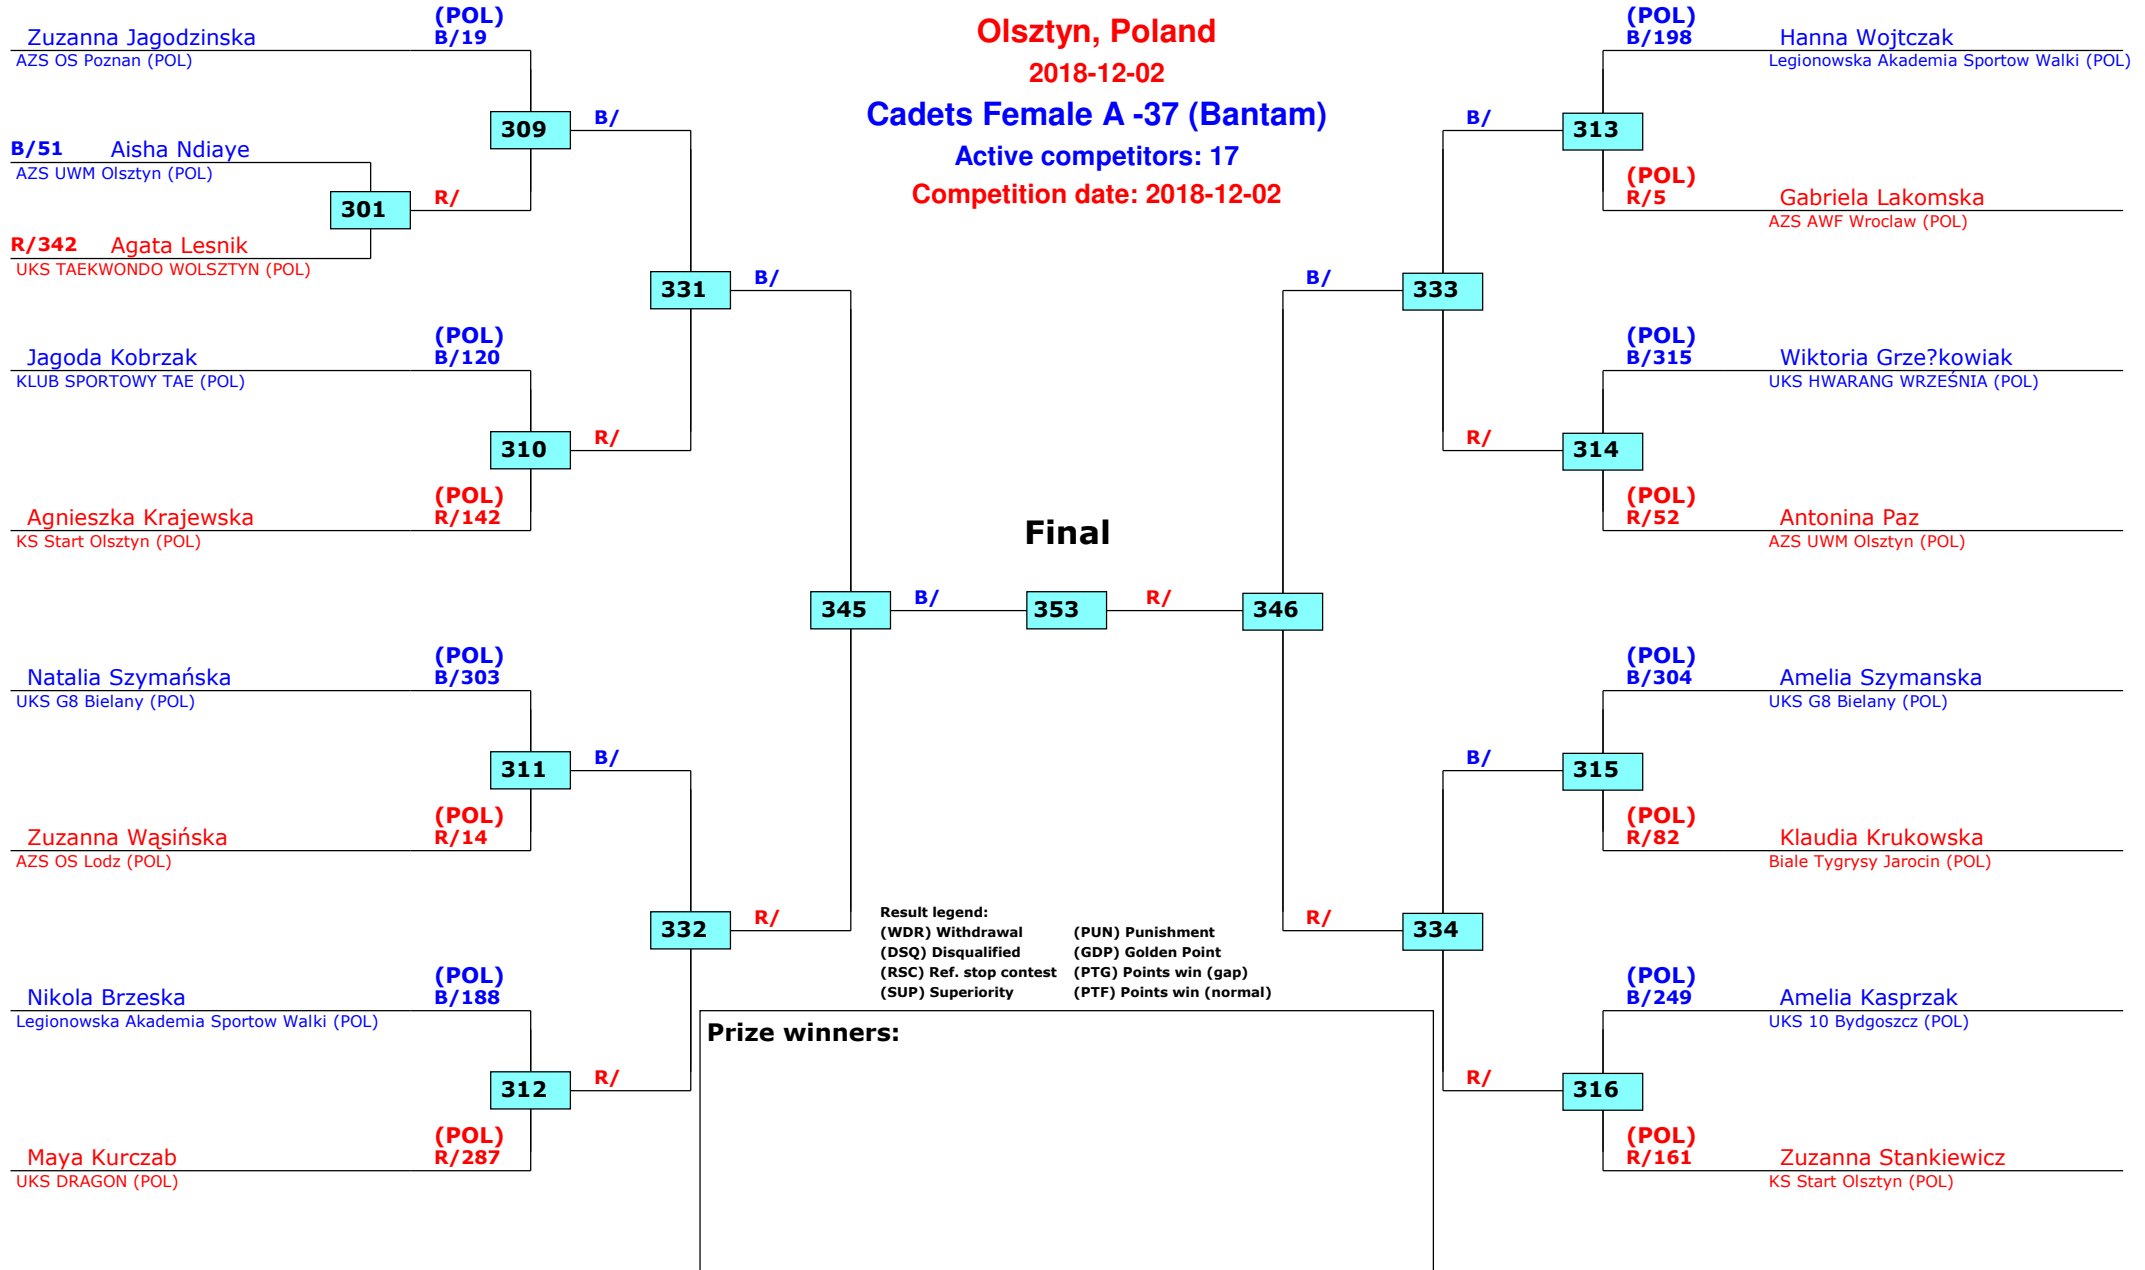 Olsztyn, Poland
2018-12-02
Cadets Female A -37 (Bantam)
Active competitors: 17
Competition date: 2018-12-02
(POL)
Zuzanna Jagodzinska B/19
AZS OS Poznan (POL)
309 B/
B/51 Aisha Ndiaye
AZS UWM Olsztyn (POL)
301 R/
R/342 Agata Lesnik
UKS TAEKWONDO WOLSZTYN (POL)
331 B/
(POL)
Jagoda Kobrzak B/120
KLUB SPORTOWY TAE (POL)
310 R/
(POL)
Agnieszka Krajewska R/142
KS Start Olsztyn (POL)
Final
345 B/ 353 R/ 346
(POL)
Natalia Szymańska B/303
UKS G8 Bielany (POL)
311 B/
(POL)
Zuzanna Wąsińska R/14
AZS OS Lodz (POL)
332 R/
(POL)
Nikola Brzeska B/188
Legionowska Akademia Sportow Walki (POL)
312 R/
(POL)
Maya Kurczab R/287
UKS DRAGON (POL)
(POL)
B/198 Hanna Wojtczak
Legionowska Akademia Sportow Walki (POL)
B/ 313
(POL)
R/5 Gabriela Lakomska
AZS AWF Wroclaw (POL)
B/ 333
(POL)
B/315 Wiktoria Grze?kowiak
UKS HWARANG WRZEŚNIA (POL)
R/ 314
(POL)
R/52 Antonina Paz
AZS UWM Olsztyn (POL)
(POL)
B/304 Amelia Szymanska
UKS G8 Bielany (POL)
B/ 315
(POL)
R/82 Klaudia Krukowska
Biale Tygrysy Jarocin (POL)
R/ 334
(POL)
B/249 Amelia Kasprzak
UKS 10 Bydgoszcz (POL)
R/ 316
(POL)
R/161 Zuzanna Stankiewicz
KS Start Olsztyn (POL)
Result legend:
(WDR) Withdrawal (PUN) Punishment
(DSQ) Disqualified (GDP) Golden Point
(RSC) Ref. stop contest (PTG) Points win (gap)
(SUP) Superiority (PTF) Points win (normal)
Prize winners: